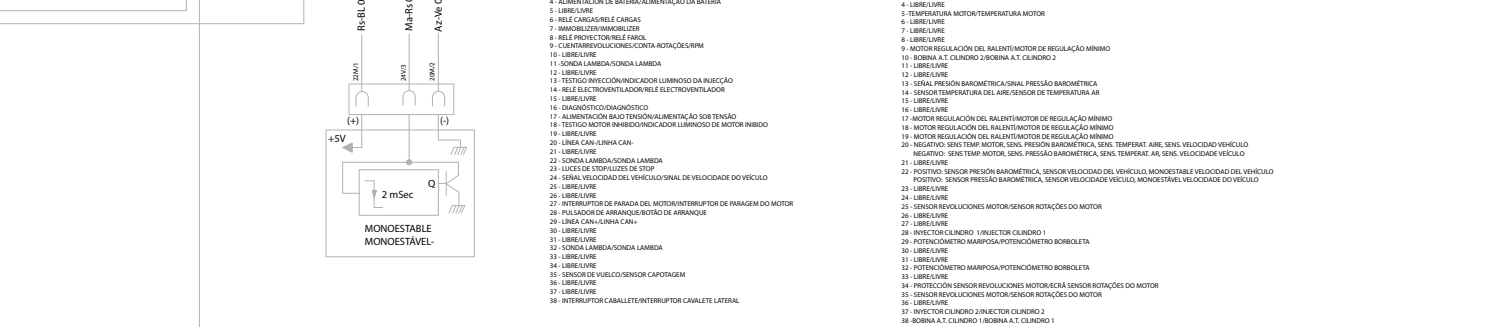 Rs-BL 0
Ma-Rs 0
Az-Ve 0
22M/1
24V/3
20M/2
(+)
(-)
+5V
Q
2 mSec
MONOESTABLE
MONOESTÁVEL-
4 - ALIMENTACIÓN DE BATERÍA/ALIMENTAÇÃO DA BATERIA
5 - LIBRE/LIVRE
6 - RELÉ CARGAS/RELÉ CARGAS
7 - IMMOBILIZER/IMMOBILIZER
8 - RELÉ PROYECTOR/RELÉ FAROL
9 - CUENTARREVOLUCIONES/CONTA-ROTAÇÕES/RPM
10 - LIBRE/LIVRE
11 -SONDA LAMBDA/SONDA LAMBDA
12 - LIBRE/LIVRE
13 - TESTIGO INYECCIÓN/INDICADOR LUMINOSO DA INJECÇÃO
14 - RELÉ ELECTROVENTILADOR/RELÉ ELECTROVENTILADOR
15 - LIBRE/LIVRE
16 - DIAGNÓSTICO/DIAGNÓSTICO
17 - ALIMENTACIÓN BAJO TENSIÓN/ALIMENTAÇÃO SOB TENSÃO
18 - TESTIGO MOTOR INHIBIDO/INDICADOR LUMINOSO DE MOTOR INIBIDO
19 - LIBRE/LIVRE
20 - LÍNEA CAN-/LINHA CAN-
21 - LIBRE/LIVRE
22 - SONDA LAMBDA/SONDA LAMBDA
23 - LUCES DE STOP/LUZES DE STOP
24 - SEÑAL VELOCIDAD DEL VEHÍCULO/SINAL DE VELOCIDADE DO VEÍCULO
25 - LIBRE/LIVRE
26 - LIBRE/LIVRE
27 - INTERRUPTOR DE PARADA DEL MOTOR/INTERRUPTOR DE PARAGEM DO MOTOR
28 - PULSADOR DE ARRANQUE/BOTÃO DE ARRANQUE
29 - LÍNEA CAN+/LINHA CAN+
30 - LIBRE/LIVRE
31 - LIBRE/LIVRE
32 - SONDA LAMBDA/SONDA LAMBDA
33 - LIBRE/LIVRE
34 - LIBRE/LIVRE
35 - SENSOR DE VUELCO/SENSOR CAPOTAGEM
36 - LIBRE/LIVRE
37 - LIBRE/LIVRE
38 - INTERRUPTOR CABALLETE/INTERRUPTOR CAVALETE LATERAL
4 - LIBRE/LIVRE
5 -TEMPERATURA MOTOR/TEMPERATURA MOTOR
6 - LIBRE/LIVRE
7 - LIBRE/LIVRE
8 - LIBRE/LIVRE
9 - MOTOR REGULACIÓN DEL RALENTÍ/MOTOR DE REGULAÇÃO MÍNIMO
10 - BOBINA A.T. CILINDRO 2/BOBINA A.T. CILINDRO 2
11 - LIBRE/LIVRE
12 - LIBRE/LIVRE
13 - SEÑAL PRESIÓN BAROMÉTRICA/SINAL PRESSÃO BAROMÉTRICA
14 - SENSOR TEMPERATURA DEL AIRE/SENSOR DE TEMPERATURA AR
15 - LIBRE/LIVRE
16 - LIBRE/LIVRE
17 -MOTOR REGULACIÓN DEL RALENTÍ/MOTOR DE REGULAÇÃO MÍNIMO
18 - MOTOR REGULACIÓN DEL RALENTÍ/MOTOR DE REGULAÇÃO MÍNIMO
19 - MOTOR REGULACIÓN DEL RALENTÍ/MOTOR DE REGULAÇÃO MÍNIMO
20 - NEGATIVO: SENS TEMP. MOTOR, SENS. PRESIÓN BAROMÉTRICA, SENS. TEMPERAT. AIRE, SENS. VELOCIDAD VEHÍCULO
NEGATIVO: SENS TEMP. MOTOR, SENS. PRESSÃO BAROMÉTRICA, SENS. TEMPERAT. AR, SENS. VELOCIDADE VEÍCULO
21 - LIBRE/LIVRE
22 - POSITIVO: SENSOR PRESIÓN BAROMÉTRICA, SENSOR VELOCIDAD DEL VEHÍCULO, MONOESTABLE VELOCIDAD DEL VEHÍCULO
POSITIVO: SENSOR PRESSÃO BAROMÉTRICA, SENSOR VELOCIDADE VEÍCULO, MONOESTÁVEL VELOCIDADE DO VEÍCULO
23 - LIBRE/LIVRE
24 - LIBRE/LIVRE
25 - SENSOR REVOLUCIONES MOTOR/SENSOR ROTAÇÕES DO MOTOR
26 - LIBRE/LIVRE
27 - LIBRE/LIVRE
28 - INYECTOR CILINDRO 1/INJECTOR CILINDRO 1
29 - POTENCIÓMETRO MARIPOSA/POTENCIÓMETRO BORBOLETA
30 - LIBRE/LIVRE
31 - LIBRE/LIVRE
32 - POTENCIÓMETRO MARIPOSA/POTENCIÓMETRO BORBOLETA
33 - LIBRE/LIVRE
34 - PROTECCIÓN SENSOR REVOLUCIONES MOTOR/ECRÃ SENSOR ROTAÇÕES DO MOTOR
35 - SENSOR REVOLUCIONES MOTOR/SENSOR ROTAÇÕES DO MOTOR
36 - LIBRE/LIVRE
37 - INYECTOR CILINDRO 2/INJECTOR CILINDRO 2
38 -BOBINA A.T. CILINDRO 1/BOBINA A.T. CILINDRO 1